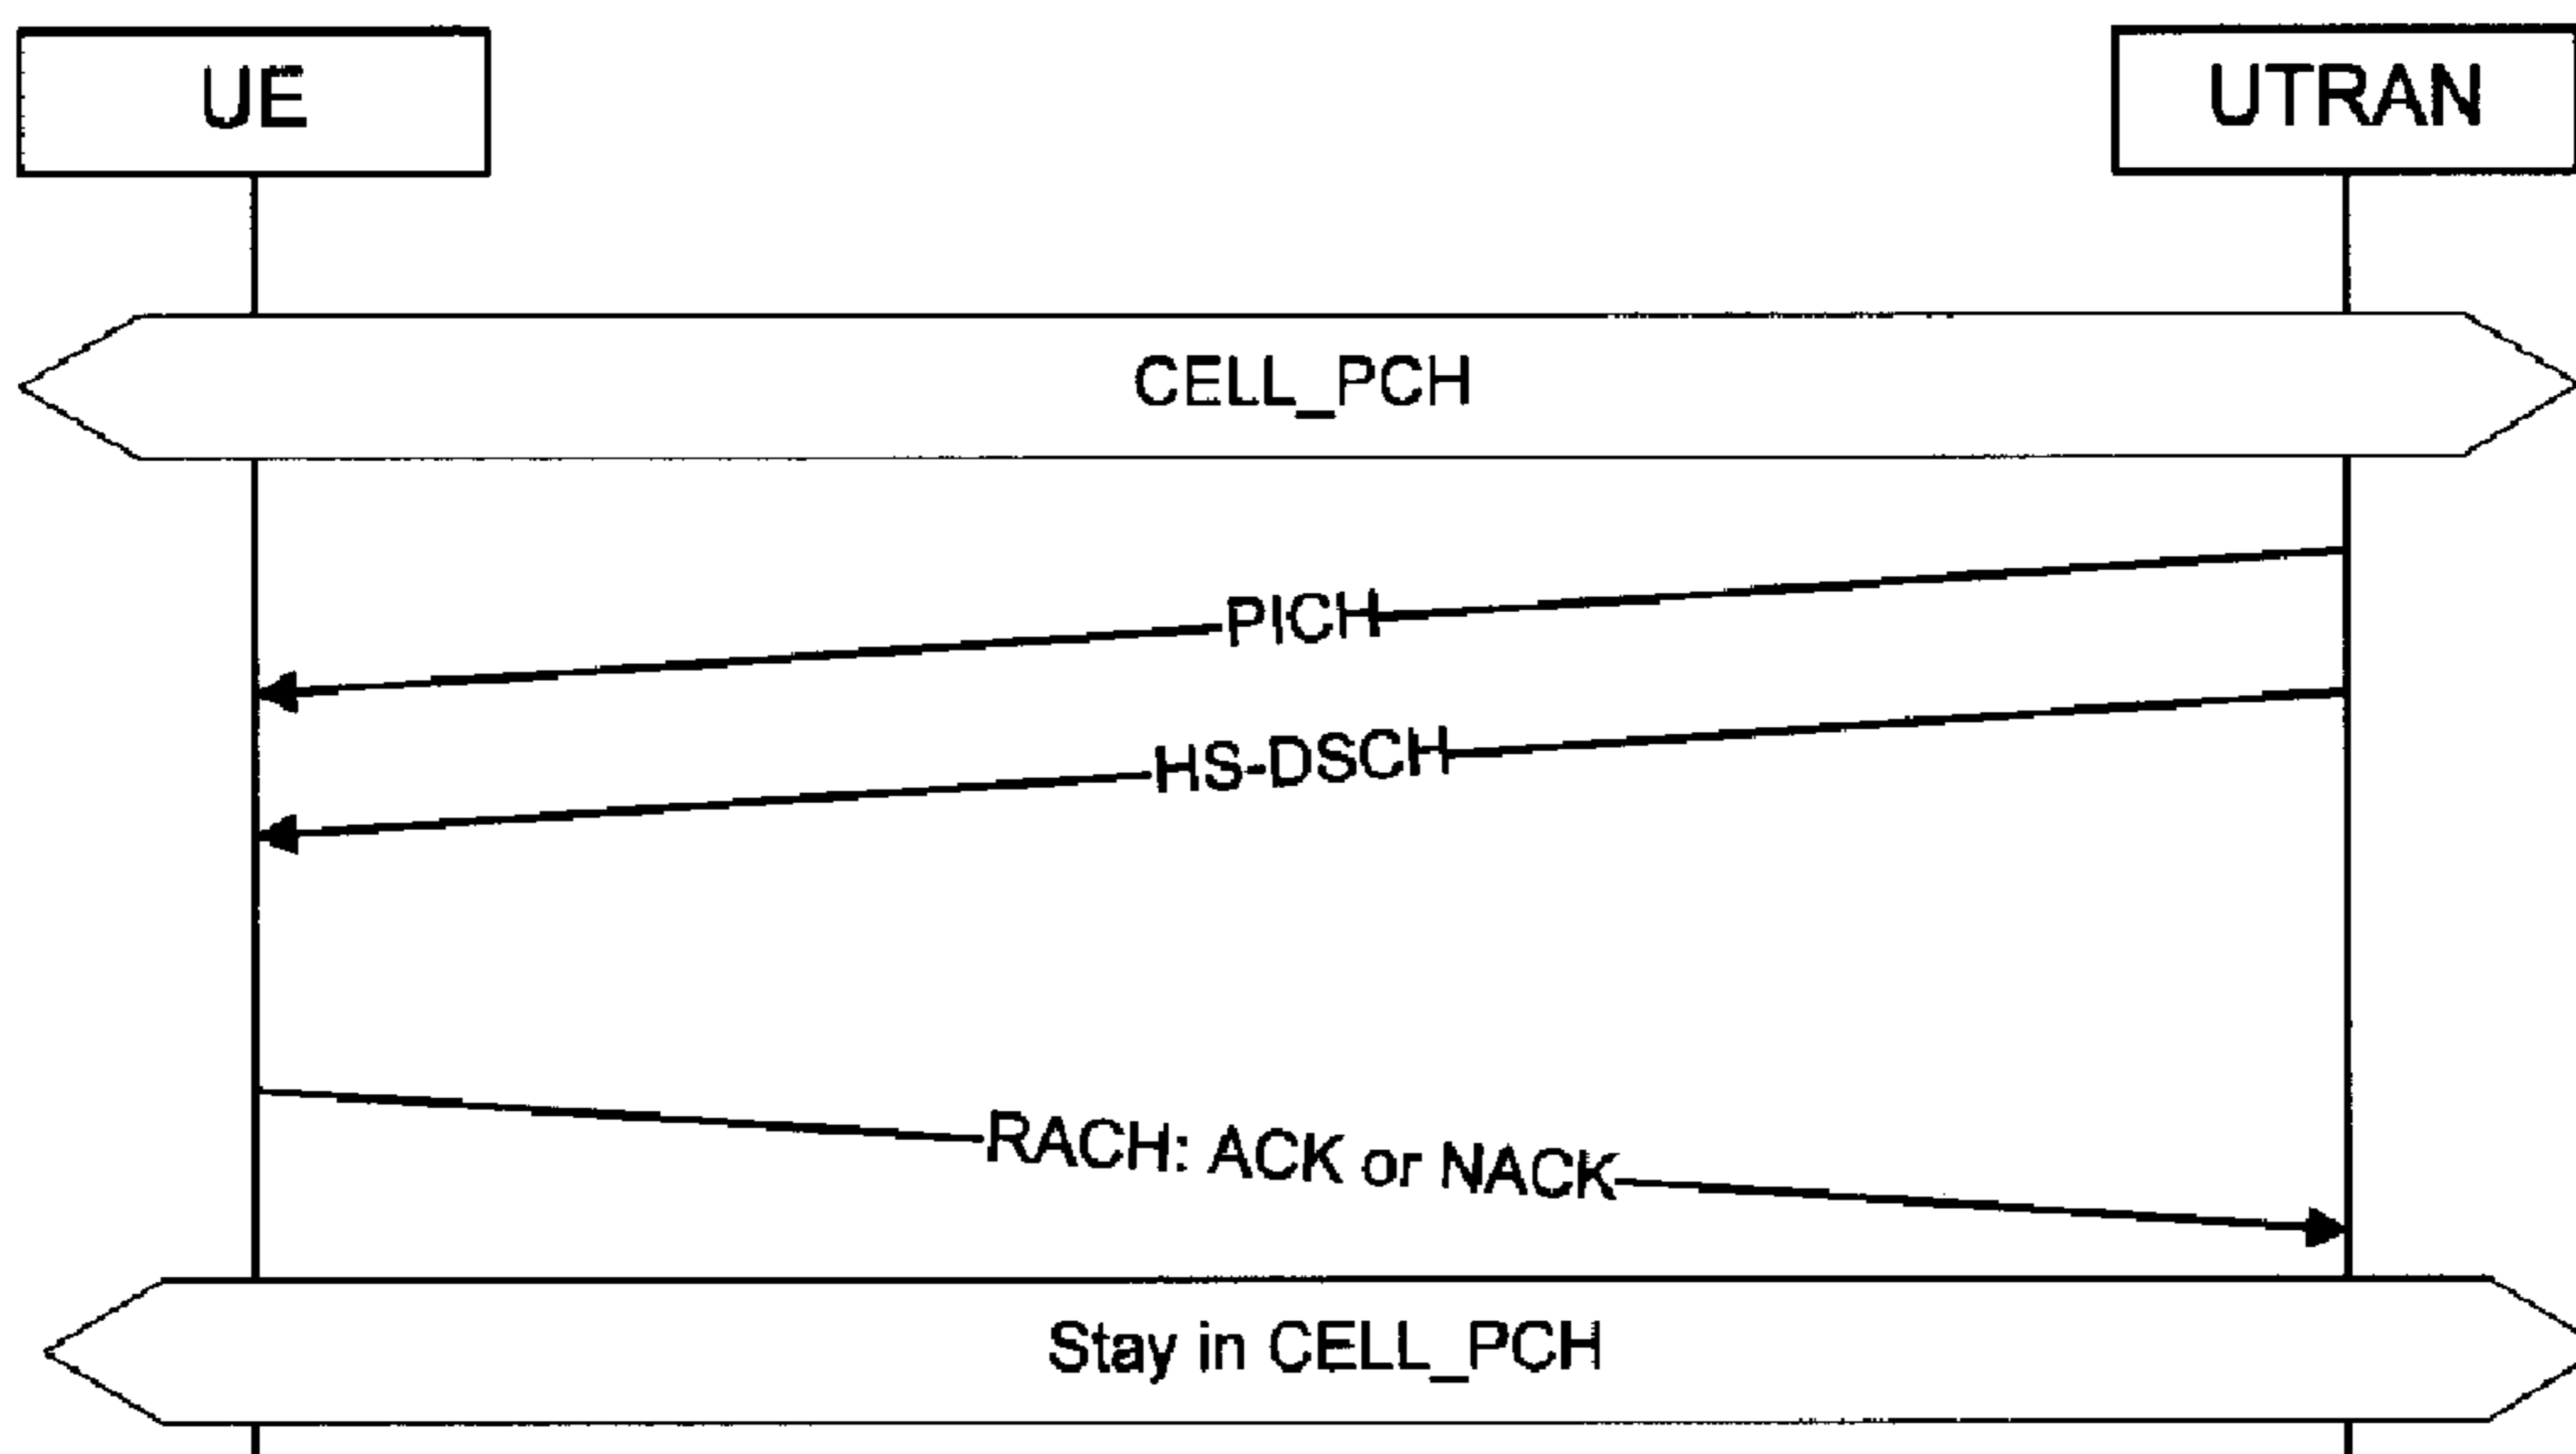 UE
UTRAN
CELL_PCH
PICH
HS-DSCH
RACH: ACK or NACK
Stay in CELL_PCH